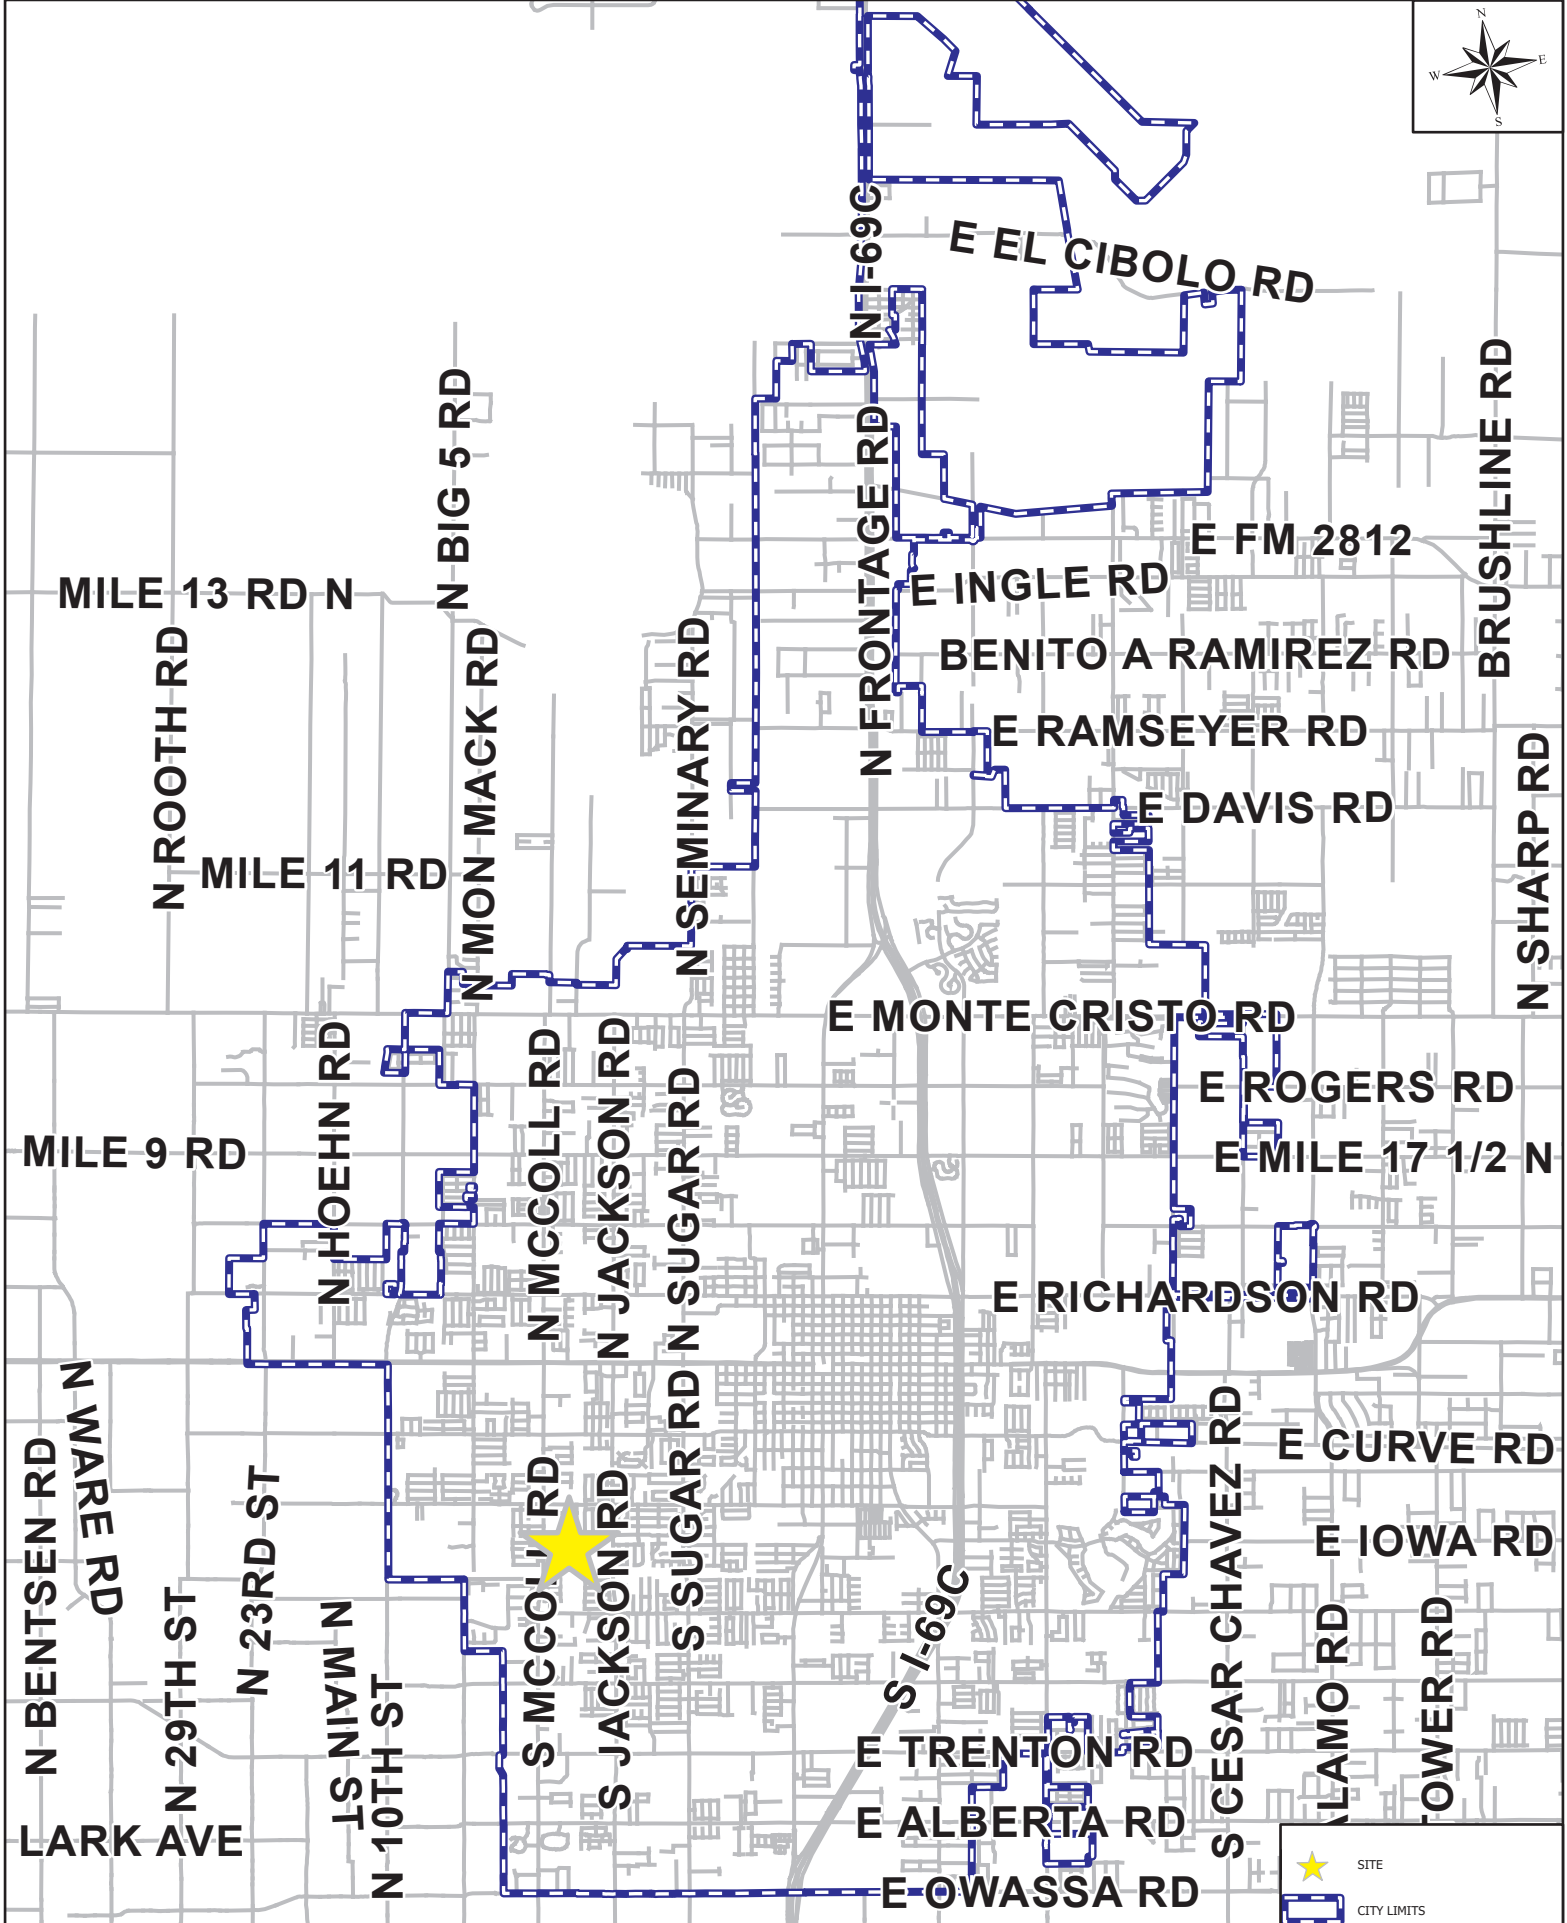 N
W
E
S
N I-69C
E EL CIBOLO RD
N BIG 5 RD
BRUSHLINE RD
N FRONTAGE RD
E FM 2812
MILE 13 RD N
E INGLE RD
N ROOTH RD
N MON MACK RD
N SEMINARY RD
BENITO A RAMIREZ RD
E RAMSEYER RD
N SHARP RD
E DAVIS RD
MILE 11 RD
E MONTE CRISTO RD
N HOEHN RD
N MCCOLL RD
N JACKSON RD
N SUGAR RD
E ROGERS RD
MILE 9 RD
E MILE 17 1/2 N
E RICHARDSON RD
N WARE RD
S SUGAR RD
S CESAR CHAVEZ RD
N BENTSEN RD
E CURVE RD
N 23RD ST
S MCCOLL RD
S JACKSON RD
E IOWA RD
N 29TH ST
N MAIN ST
N 10TH ST
S I-69C
ALAMO RD
TOWER RD
E TRENTON RD
E ALBERTA RD
LARK AVE
E OWASSA RD
SITE
CITY LIMITS